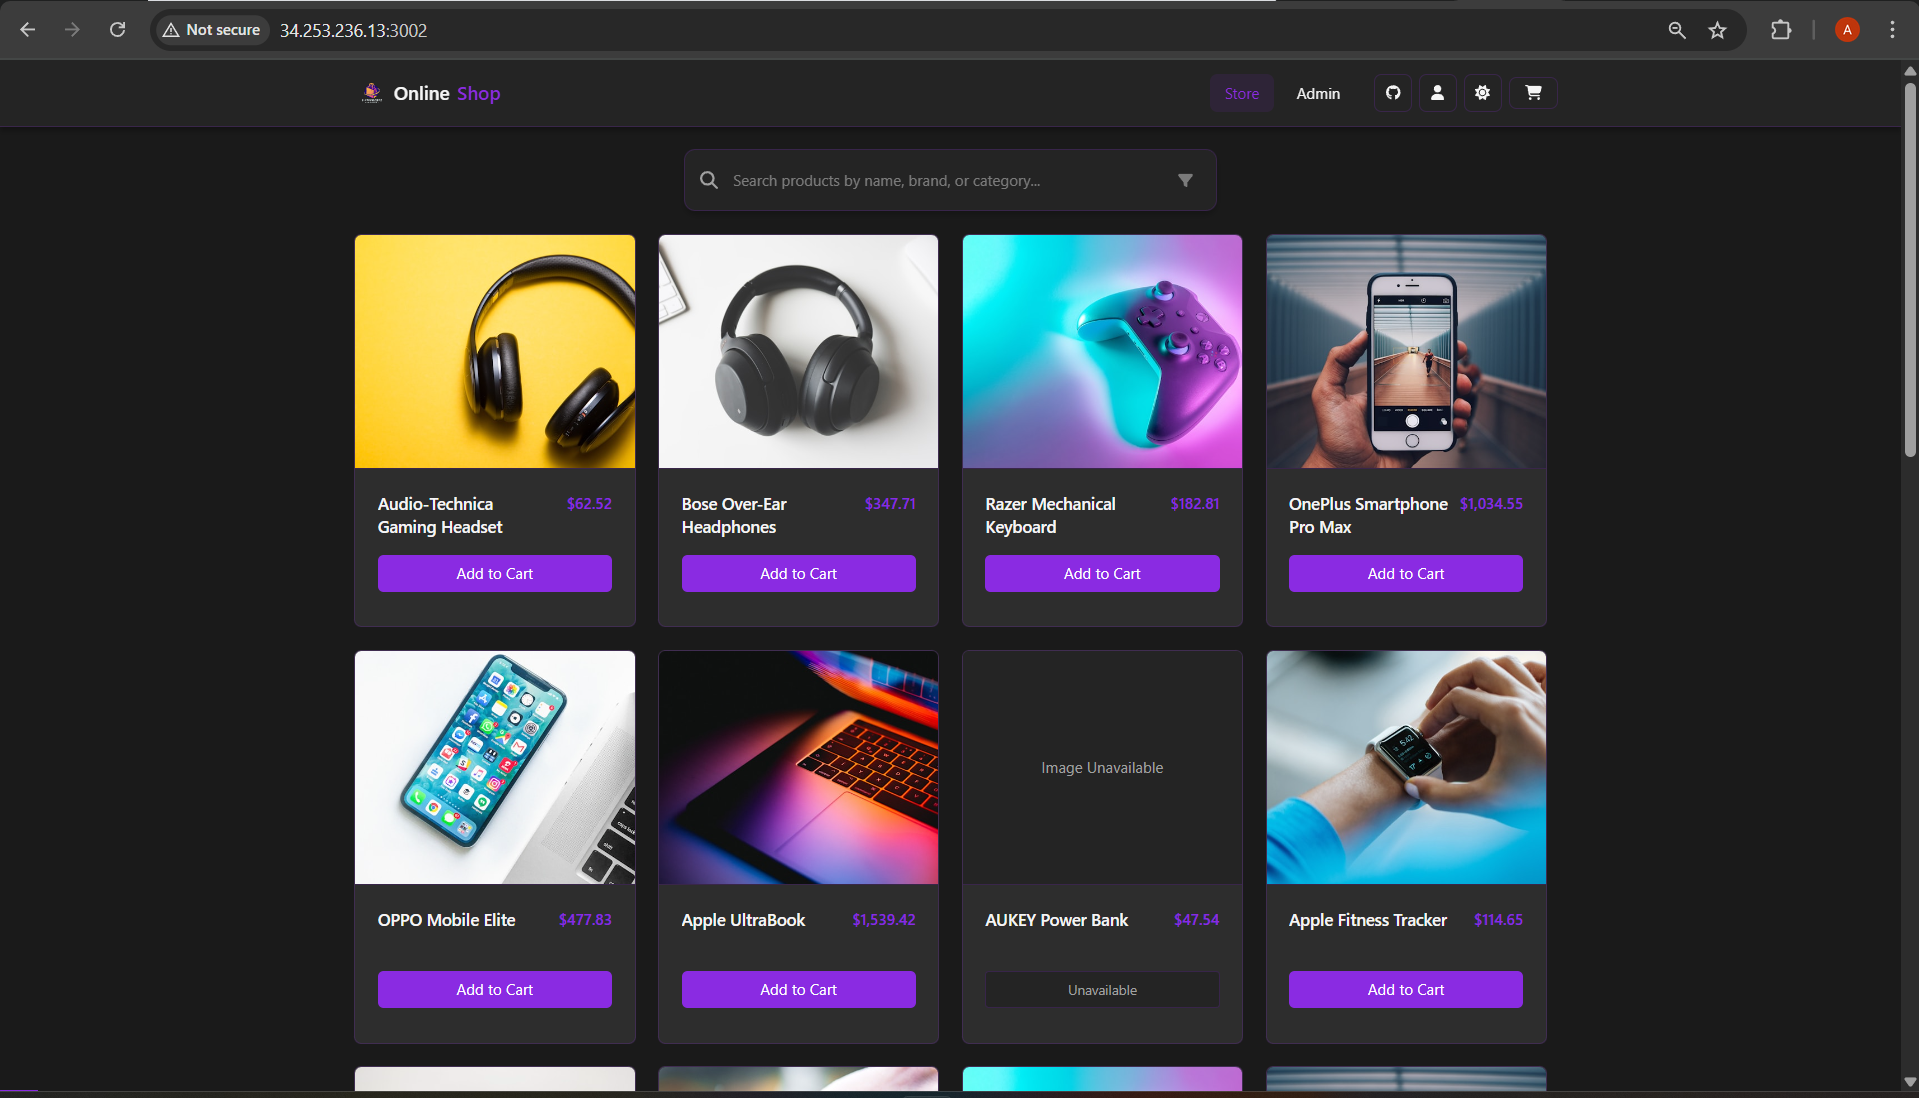 Not secure
34.253.236.13:3002
Online Shop
Store
Admin
A
Search products by name, brand, or category...
Audio-Technica
Gaming Headset
$62.52
Add to Cart
Bose Over-Ear
Headphones
$347.71
Add to Cart
Razer Mechanical
Keyboard
$182.81
Add to Cart
OnePlus Smartphone
Pro Max
$1,034.55
Add to Cart
OPPO Mobile Elite
$477.83
Add to Cart
Apple UltraBook
$1,539.42
Add to Cart
Image Unavailable
AUKEY Power Bank
$47.54
Unavailable
5:42
Apple Fitness Tracker
$114.65
Add to Cart